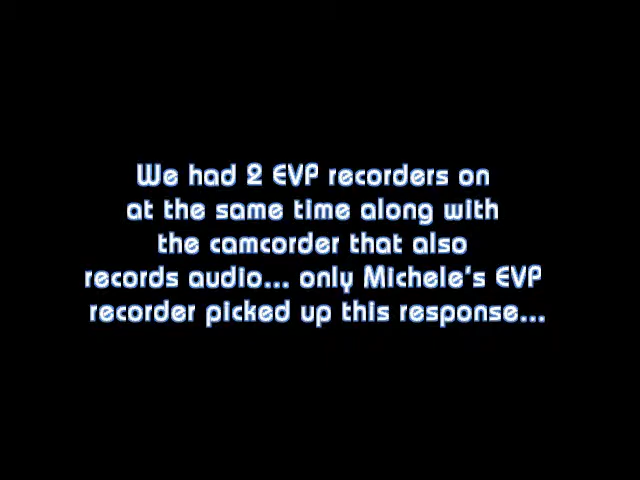 We had 2 EVP recorders on
at the same time along with
the camcorder that also
records audio... only Michele's EVP
recorder picked up this response...